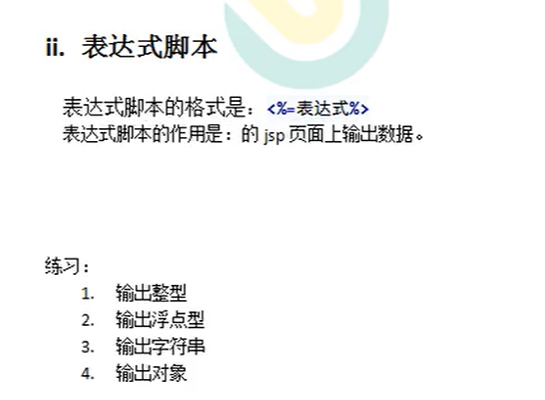 ii. 表达式脚本
表达式脚本的格式是：<%=表达式%>
表达式脚本的作用是：的 jsp 页面上输出数据。
练习：
1. 输出整型
2. 输出浮点型
3. 输出字符串
4. 输出对象